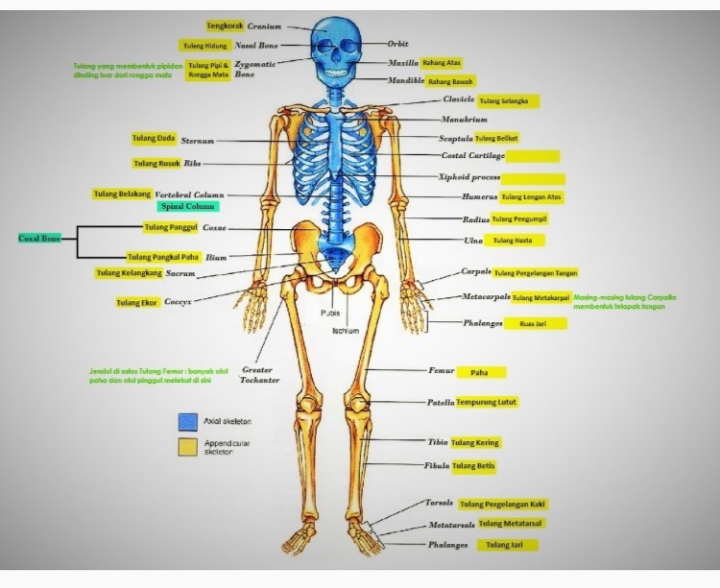 Tengkorak Cranium
Tulang Hidung Nasal Bone
Tulang yang membentuk pipidan
dinding luar dari rongga mata
Tulang Pipi & Zygomatic
Rongga Mata Bone
Orbit
Maxilla Rahang Atas
Mandible Rahang Bawah
Clavicle Tulang Selangka
Manubrium
Tulang Dada Sternum
Scaptula Tulang Belikat
Costal Cartilage
Tulang Rusok Ribs
Xiphoid process
Tulang Belakang Vertebral Column
Spinal Column
Humerus Tulang Lengan Atas
Radius Tulang Pengumpil
Coxal Bone
Tulang Panggul Coxae
Ulna Tulang Hasta
Tulang Pangkal Paha Ilium
Tulang Kelangkang Sacrum
Carpals Tulang Pergelangan Tangan
Tulang Ekor Coccyx
Metacarpals Tulang Metakarpal
Masing-masing tulang Carpalia
membentuk telapak tangan
Pubis
Ischium
Phalanges Ruas Jari
Jendul di aslas Tulang Femur : banyak otot
paha dan otot pinggul melekat di sini
Greater
Tochanter
Femur Paha
Patella Tempurung Lutut
Axial skeleton
Appendicular
skeleton
Tibia Tulang Kering
Fibula Tulang Betis
Tarsals Tulang Pergelangan Kaki
Metatarsals Tulang Metatarsal
Phalanges Tulang Jari